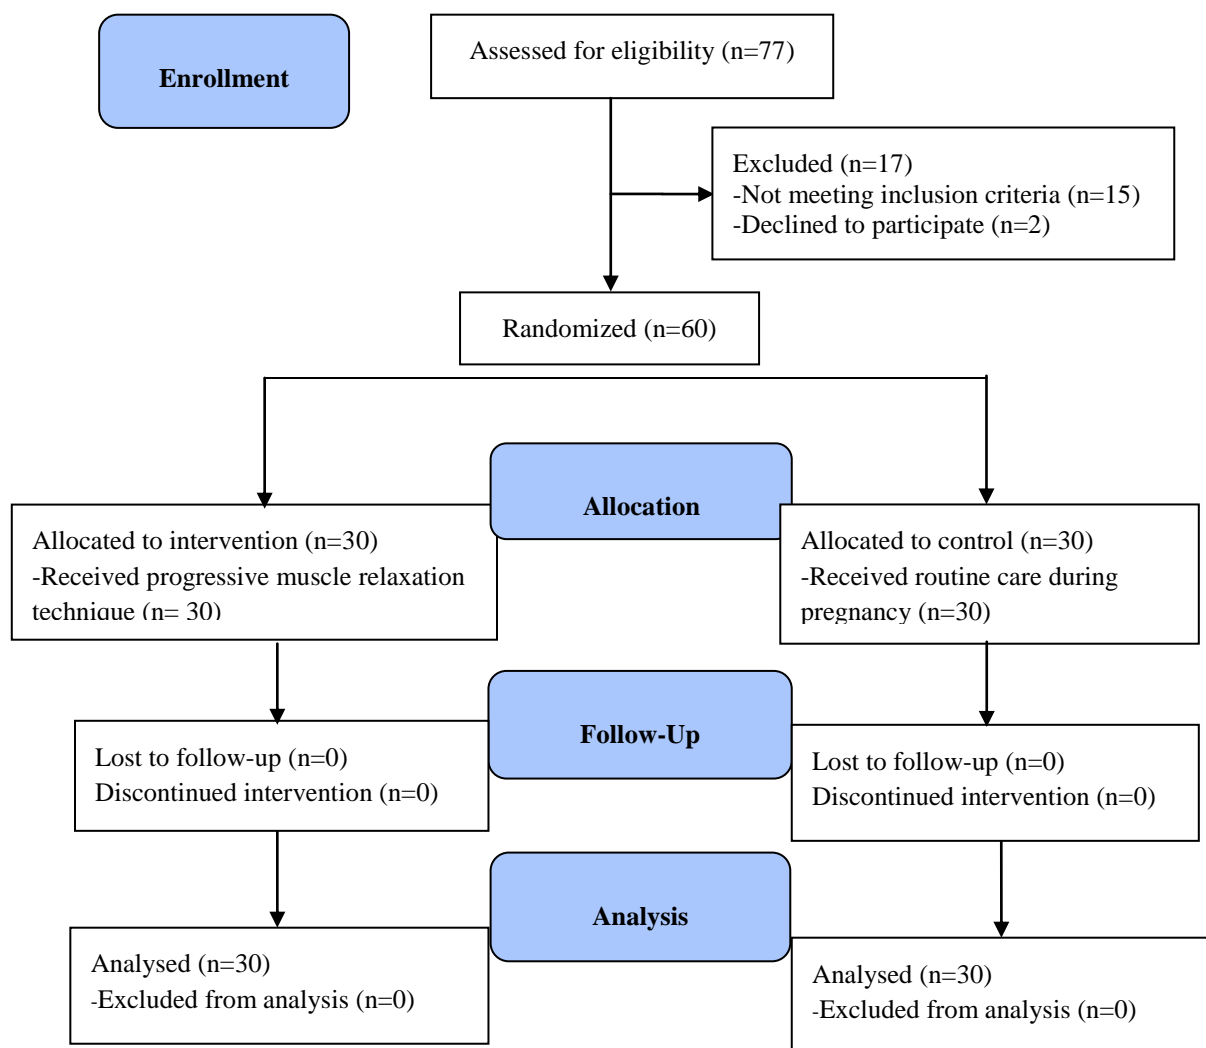 Enrollment
Assessed for eligibility (n=77)
Excluded (n=17)
-Not meeting inclusion criteria (n=15)
-Declined to participate (n=2)
Randomized (n=60)
Allocation
Allocated to intervention (n=30)
-Received progressive muscle relaxation
technique (n= 30)
Allocated to control (n=30)
-Received routine care during
pregnancy (n=30)
Follow-Up
Lost to follow-up (n=0)
Discontinued intervention (n=0)
Lost to follow-up (n=0)
Discontinued intervention (n=0)
Analysis
Analysed (n=30)
-Excluded from analysis (n=0)
Analysed (n=30)
-Excluded from analysis (n=0)